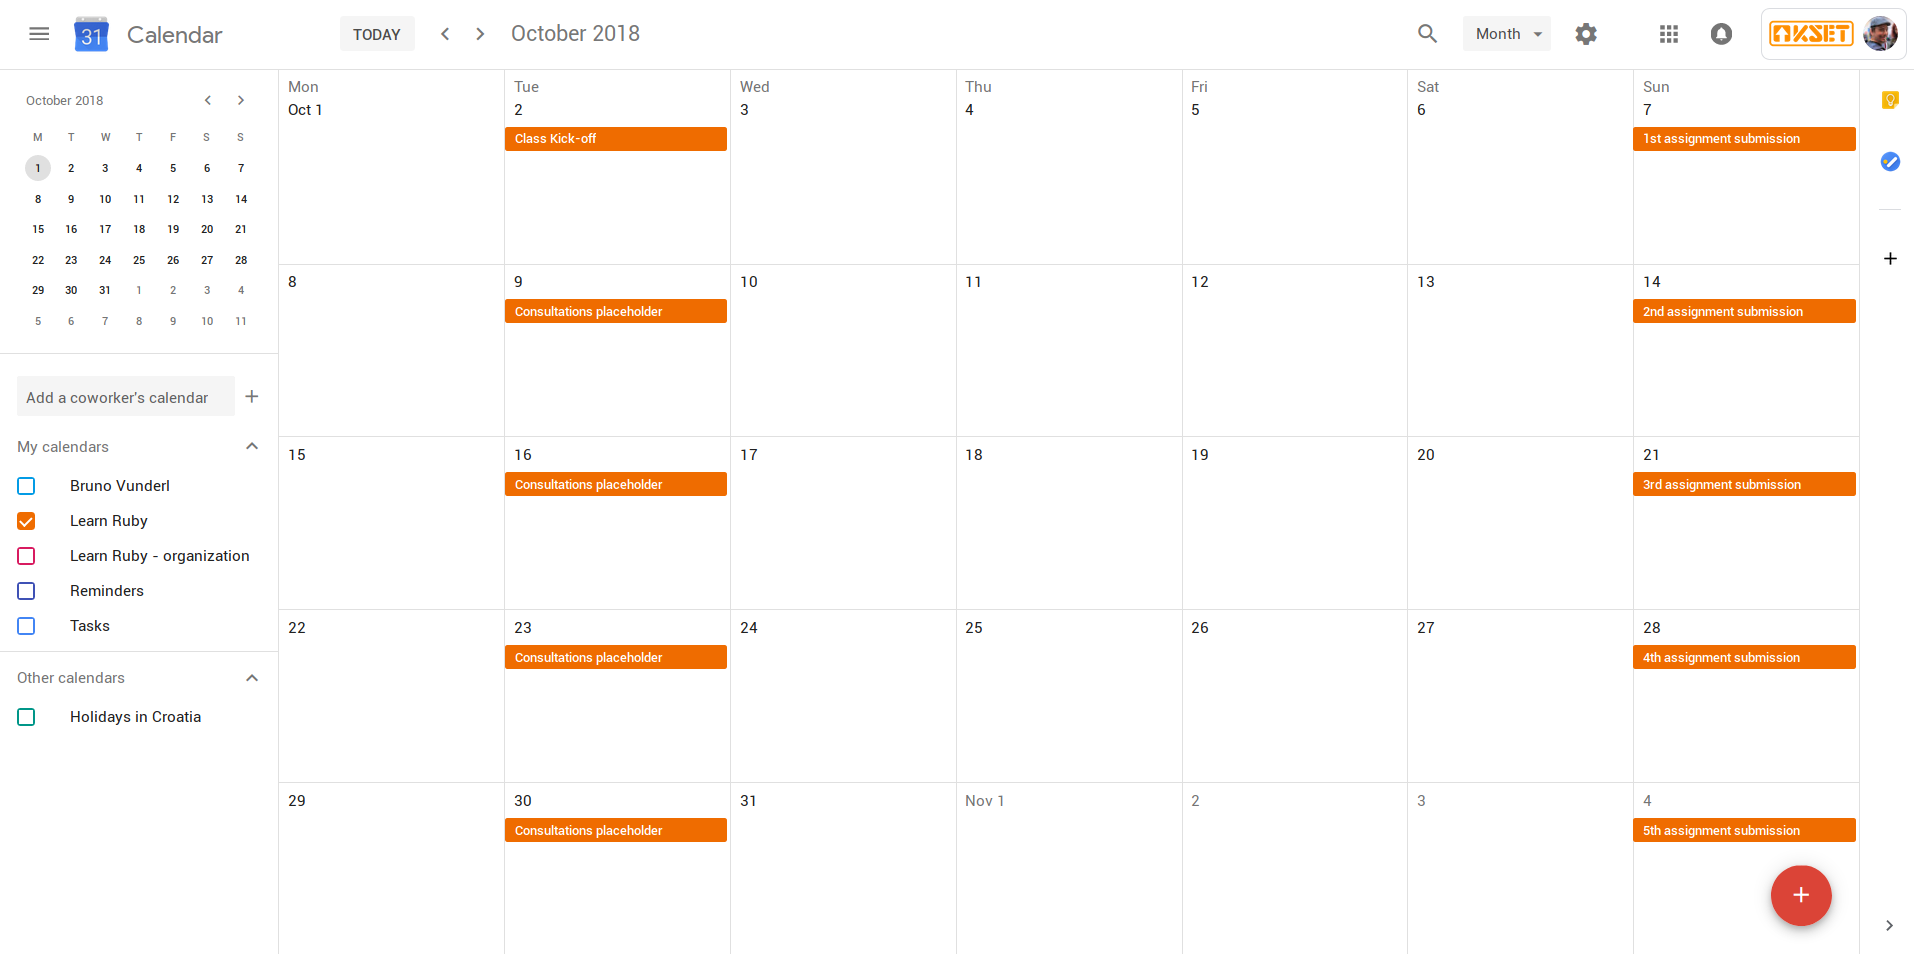 31 Calendar TODAY October 2018 Month KSET
October 2018
M T W T F S S
1 2 3 4 5 6 7
8 9 10 11 12 13 14
15 16 17 18 19 20 21
22 23 24 25 26 27 28
29 30 31 1 2 3 4
5 6 7 8 9 10 11
Add a coworker's calendar
My calendars
Bruno Vunderl
Learn Ruby
Learn Ruby - organization
Reminders
Tasks
Other calendars
Holidays in Croatia
Mon Tue Wed Thu Fri Sat Sun
Oct 1 2 3 4 5 6 7
Class Kick-off 1st assignment submission
8 9 10 11 12 13 14
Consultations placeholder 2nd assignment submission
15 16 17 18 19 20 21
Consultations placeholder 3rd assignment submission
22 23 24 25 26 27 28
Consultations placeholder 4th assignment submission
29 30 31 Nov 1 2 3 4
Consultations placeholder 5th assignment submission